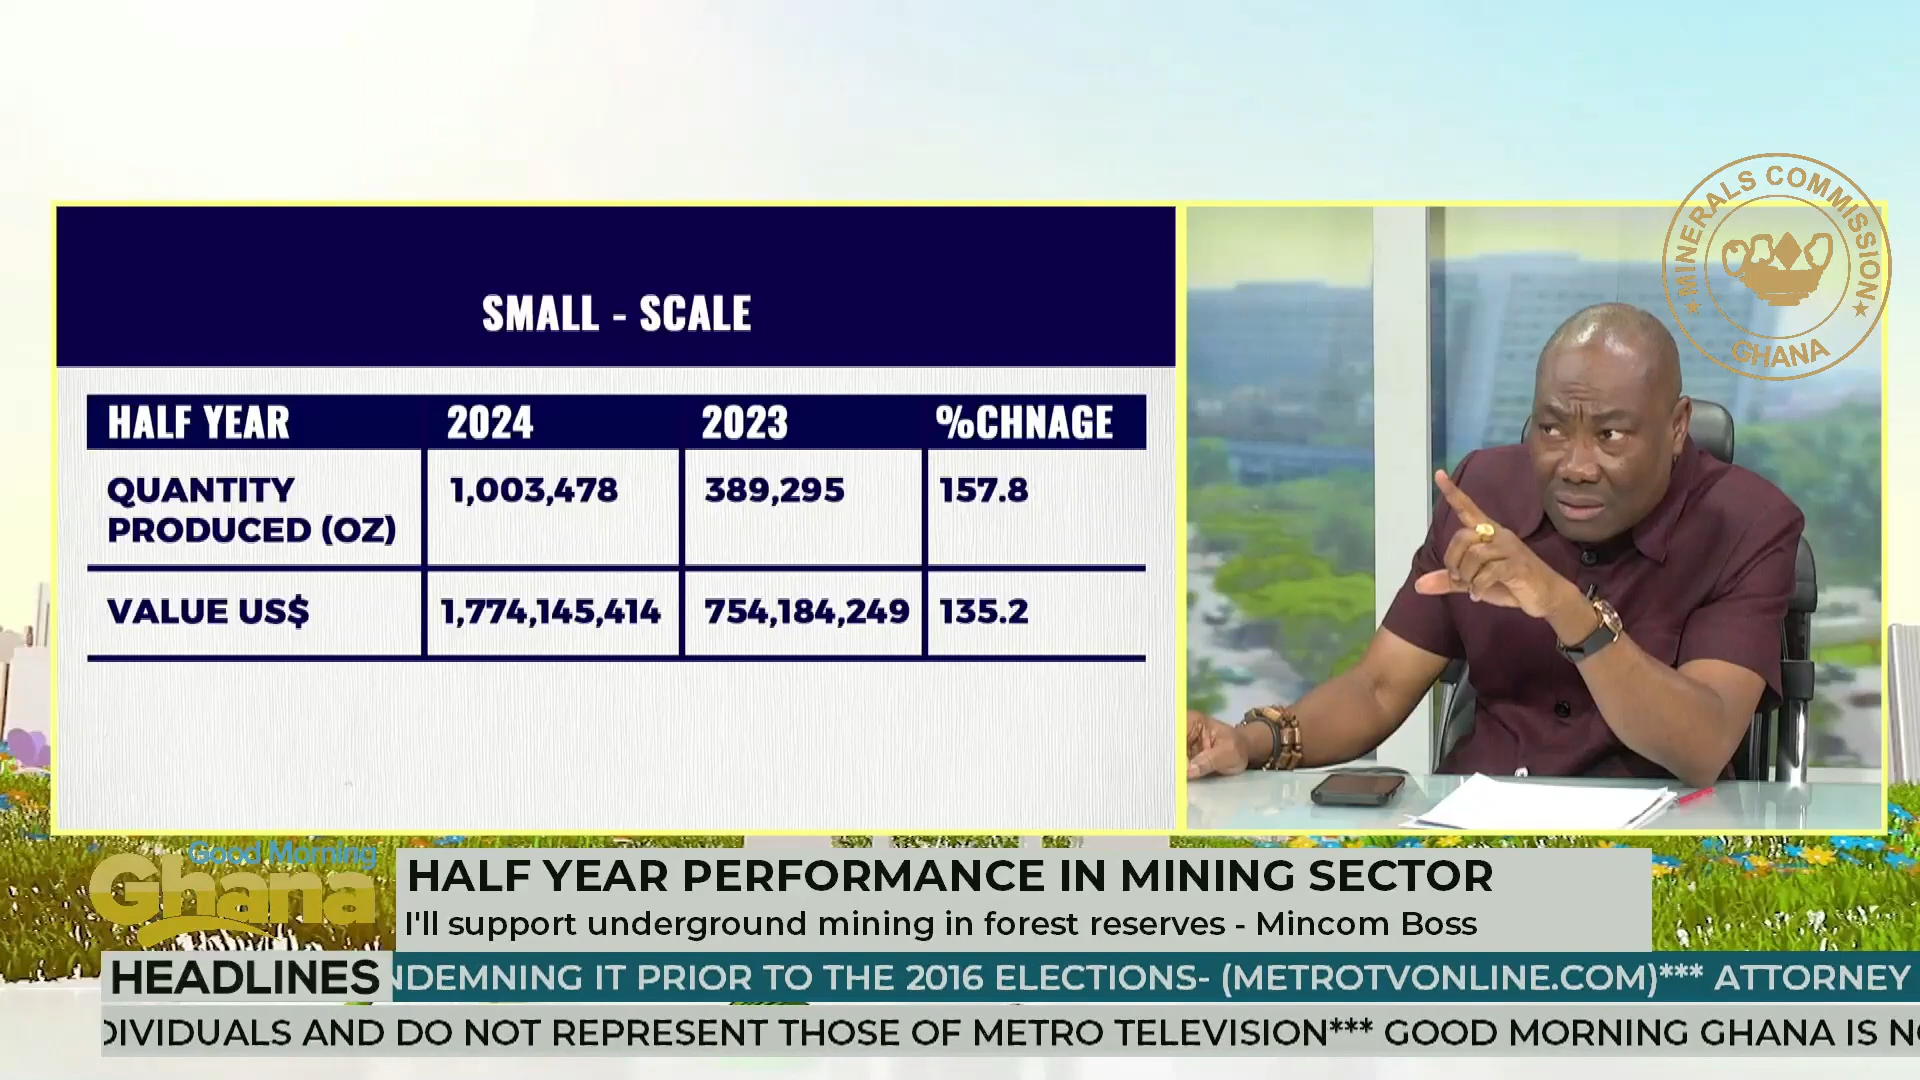 MINERALS COMMISSION
GHANA
SMALL - SCALE
HALF YEAR 2024 2023 %CHNAGE
QUANTITY PRODUCED (OZ) 1,003,478 389,295 157.8
VALUE US$ 1,774,145,414 754,184,249 135.2
Good Morning
Ghana
HALF YEAR PERFORMANCE IN MINING SECTOR
I'll support underground mining in forest reserves - Mincom Boss
HEADLINES NDEMNING IT PRIOR TO THE 2016 ELECTIONS- (METROTVONLINE.COM)*** ATTORNEY
DIVIDUALS AND DO NOT REPRESENT THOSE OF METRO TELEVISION*** GOOD MORNING GHANA IS